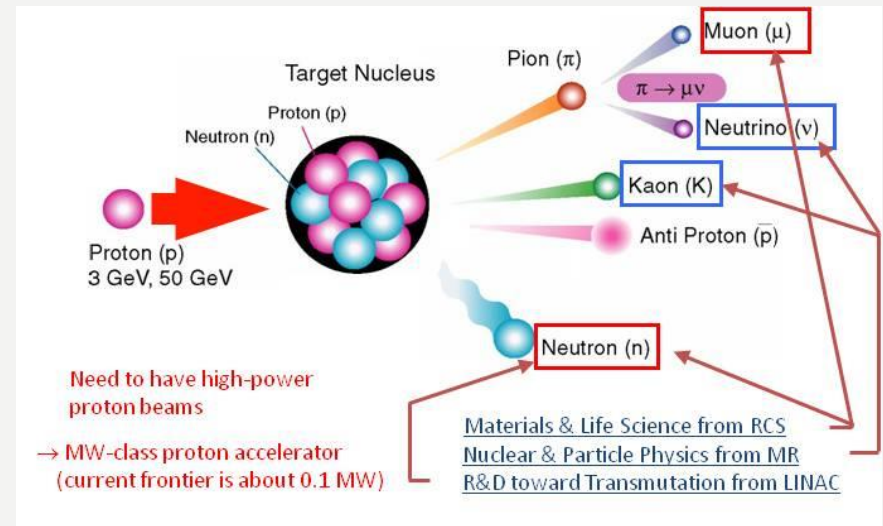 Target Nucleus
Proton (p)
Neutron (n)
Proton (p)
3 GeV, 50 GeV
Pion (π)
Muon (μ)
π → μν
Neutrino (ν)
Kaon (K)
Anti Proton (p̅)
Neutron (n)
Need to have high-power
proton beams
→ MW-class proton accelerator
(current frontier is about 0.1 MW)
Materials & Life Science from RCS
Nuclear & Particle Physics from MR
R&D toward Transmutation from LINAC